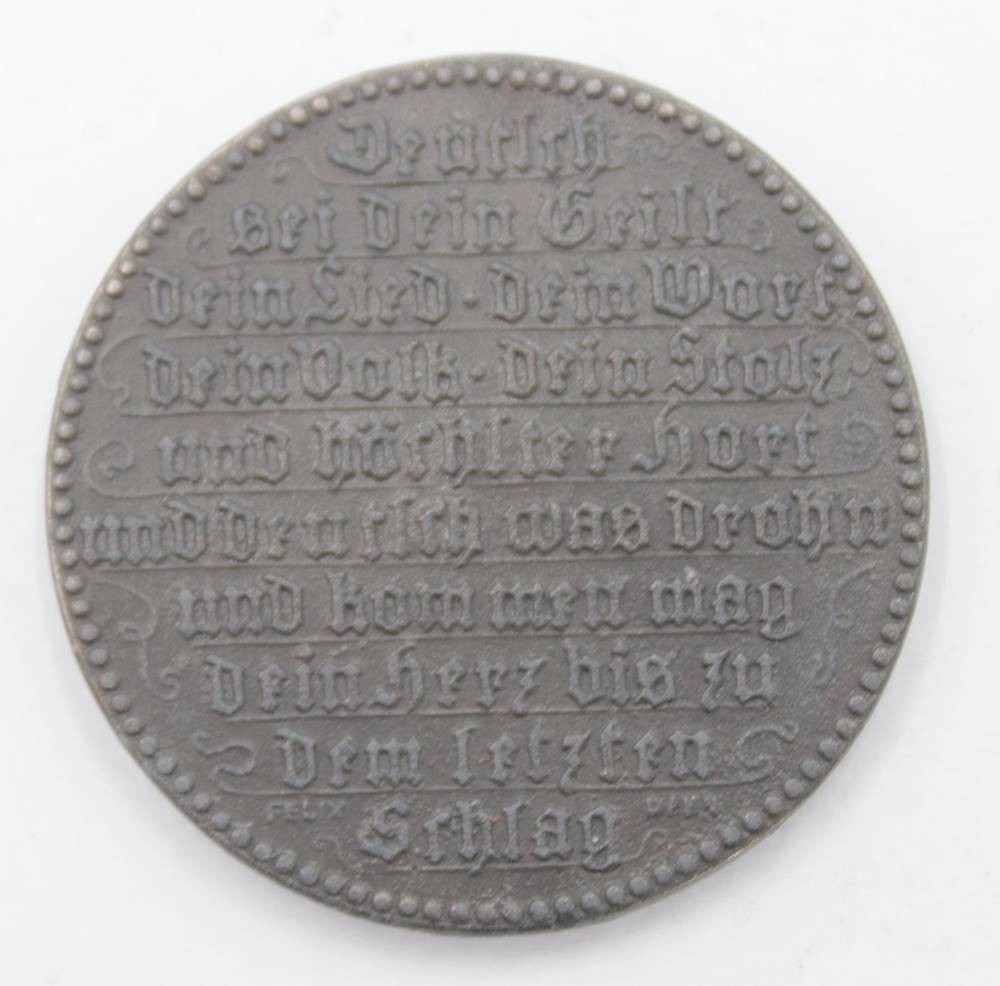 Deutsch
sei dein Geist
dein Lied · dein Wort
dein Volk · dein Stolz
und höchster Hort
und deutsch was drohn
und kommen mag
dein Herz bis zu
dem letzten
FELIX DAHN
Schlag